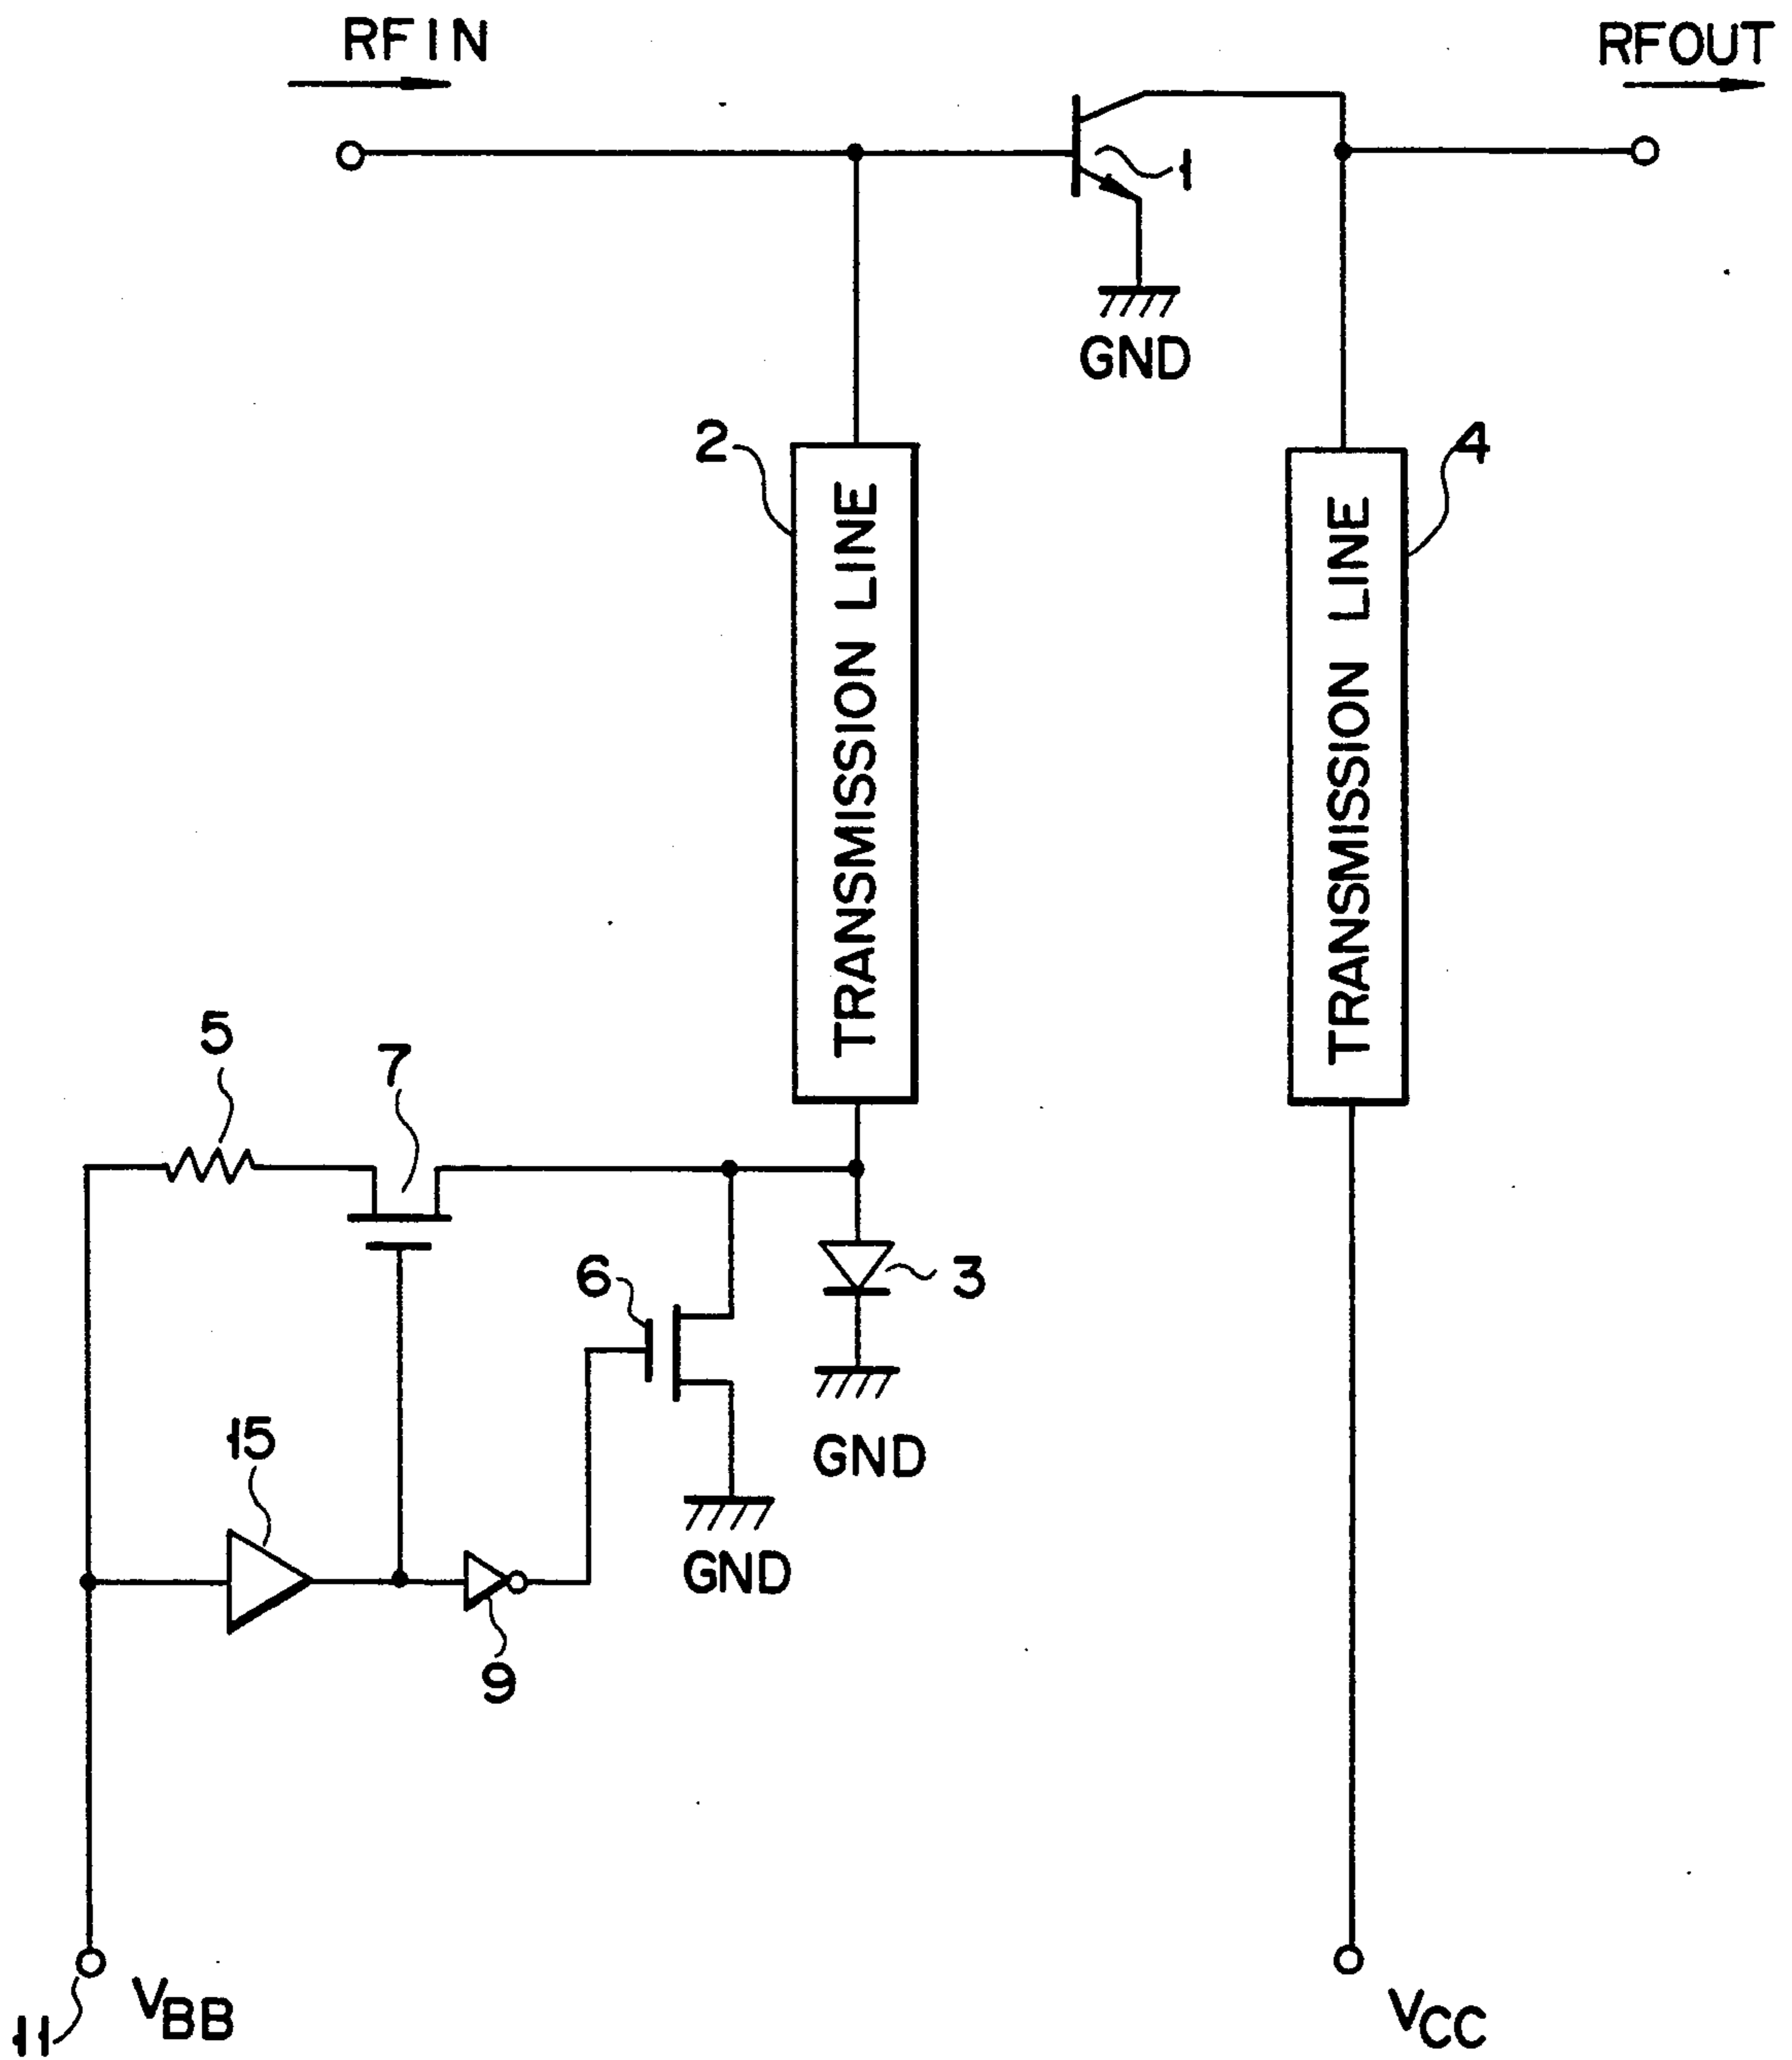 RFIN
RFOUT
1
GND
2
4
TRANSMISSION LINE
TRANSMISSION LINE
5
7
6
3
GND
15
GND
9
11
VBB
VCC